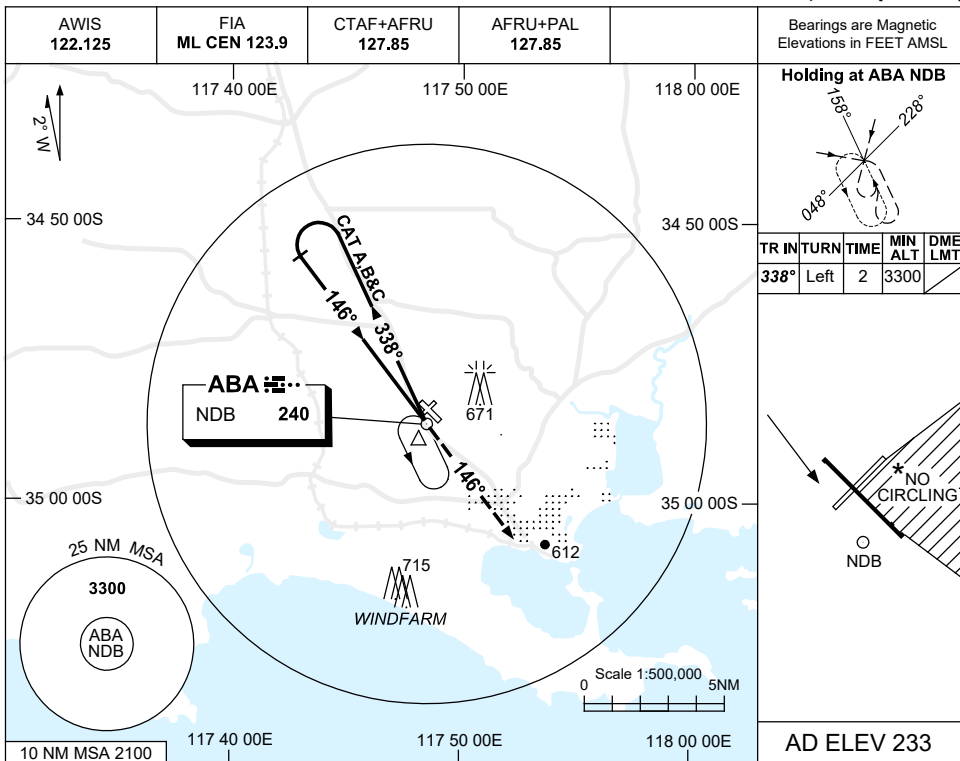 AWIS
122.125
FIA
ML CEN 123.9
CTAF+AFRU
127.85
AFRU+PAL
127.85
Bearings are Magnetic
Elevations in FEET AMSL
117 40 00E
117 50 00E
118 00 00E
2° W
34 50 00S
34 50 00S
CAT A,B&C
146°
338°
ABA
NDB 240
671
146°
35 00 00S
35 00 00S
612
715
WINDFARM
25 NM MSA
3300
ABA
NDB
Scale 1:500,000
0 5NM
10 NM MSA 2100
117 40 00E
117 50 00E
118 00 00E
Holding at ABA NDB
158°
228°
048°
TR IN TURN TIME MIN ALT DME LMT
338° Left 2 3300
* NO
CIRCLING
NDB
AD ELEV 233